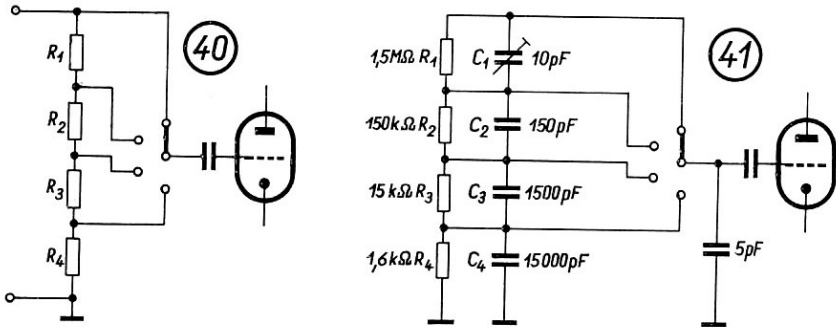 40
R1
R2
R3
R4
41
1,5MΩ R1 C1 10pF
150kΩ R2 C2 150pF
15kΩ R3 C3 1500pF
1,6kΩ R4 C4 15000pF
5pF